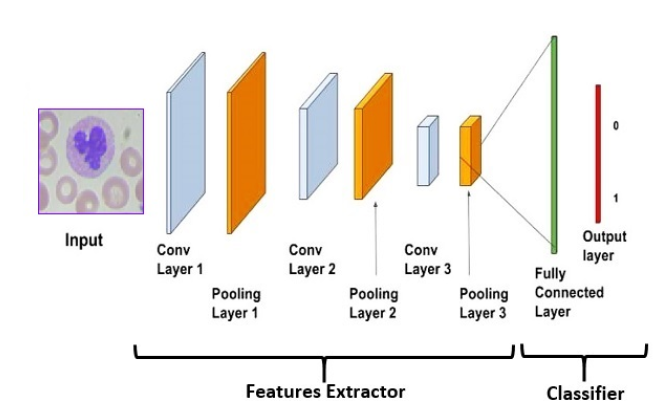 Input
Conv
Layer 1
Pooling
Layer 1
Conv
Layer 2
Pooling
Layer 2
Conv
Layer 3
Pooling
Layer 3
Fully
Connected
Layer
0
1
Output
layer
Features Extractor
Classifier